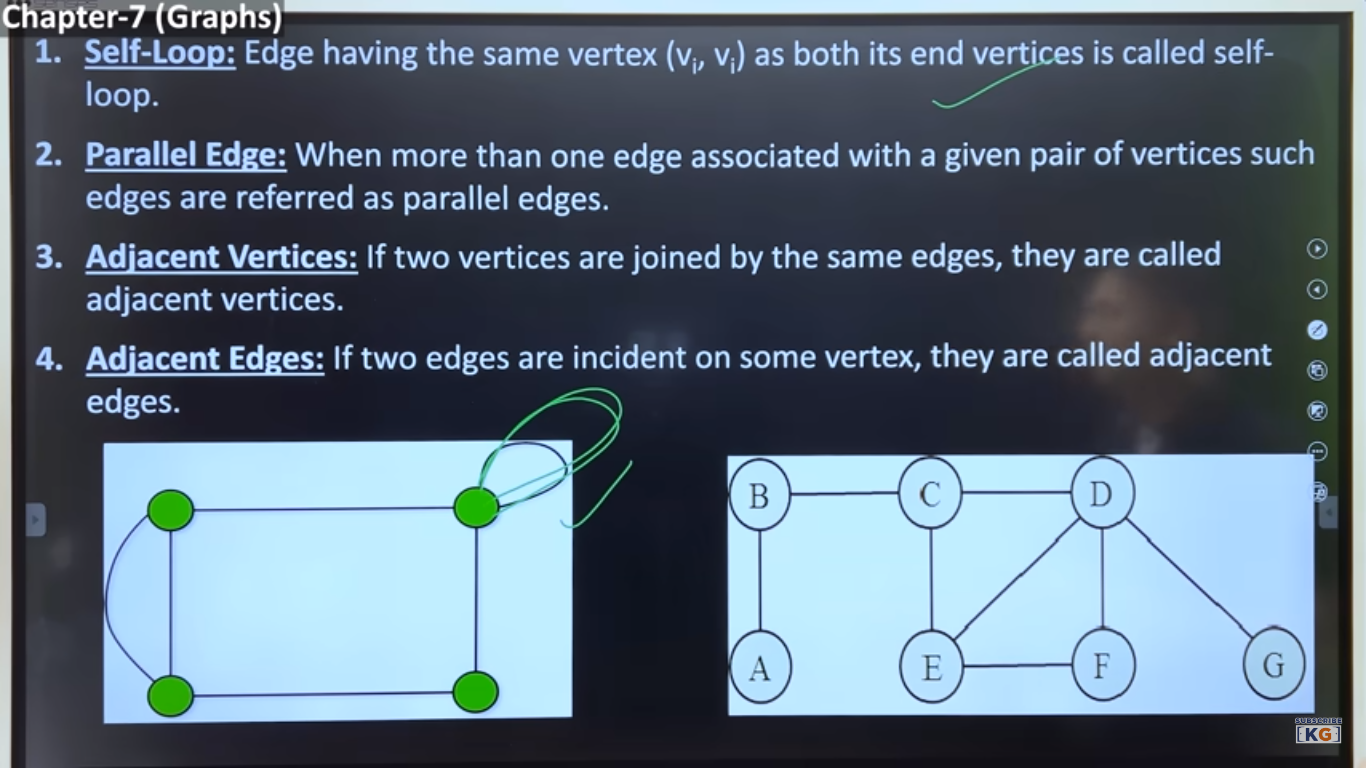 Chapter-7 (Graphs)
1. Self-Loop: Edge having the same vertex (vi, vi) as both its end vertices is called self-
loop.
2. Parallel Edge: When more than one edge associated with a given pair of vertices such
edges are referred as parallel edges.
3. Adjacent Vertices: If two vertices are joined by the same edges, they are called
adjacent vertices.
4. Adjacent Edges: If two edges are incident on some vertex, they are called adjacent
edges.
B C D
A E F G
SUBSCRIBE
[KG]